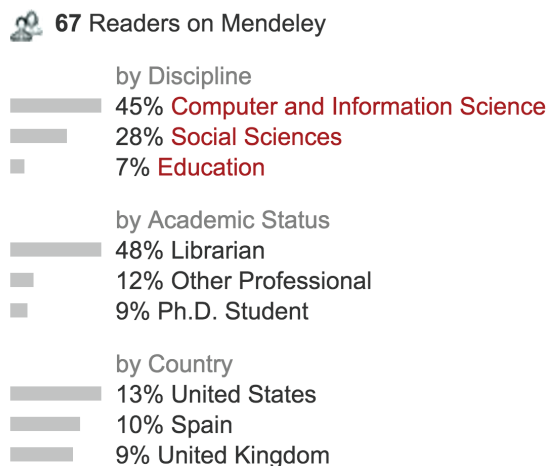 67 Readers on Mendeley
by Discipline
45% Computer and Information Science
28% Social Sciences
7% Education
by Academic Status
48% Librarian
12% Other Professional
9% Ph.D. Student
by Country
13% United States
10% Spain
9% United Kingdom